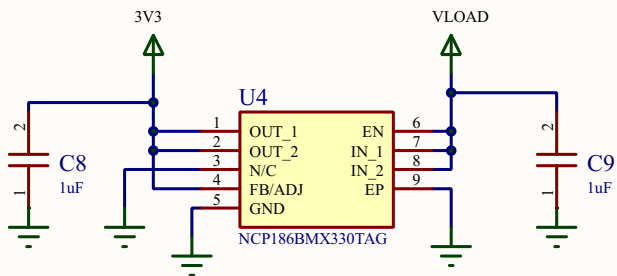 3V3
VLOAD
U4
2
1
C8
1uF
1 OUT_1 EN 6
2 OUT_2 IN_1 7
3 N/C IN_2 8
4 FB/ADJ EP 9
5 GND
NCP186BMX330TAG
2
1
C9
1uF